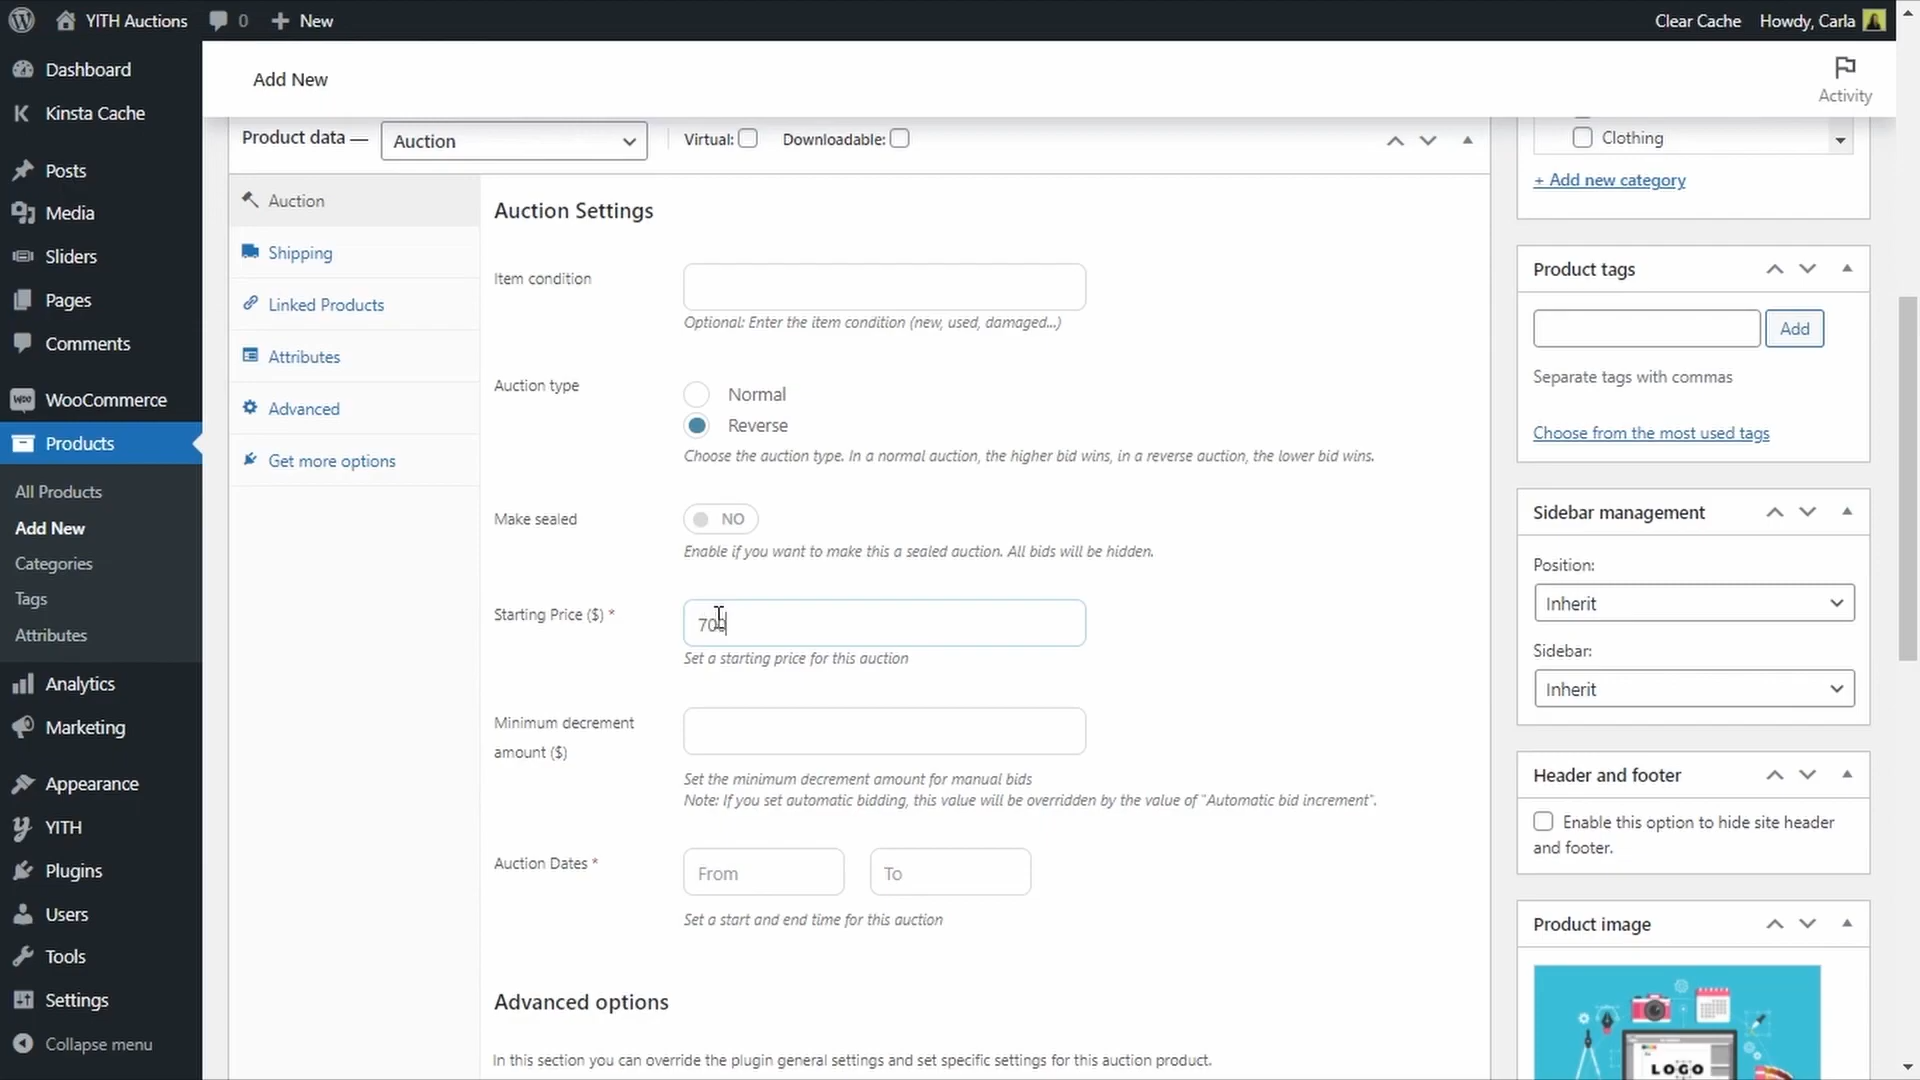 YITH Auctions
0
New
Clear Cache
Howdy, Carla
Dashboard
Kinsta Cache
Posts
Media
Sliders
Pages
Comments
WooCommerce
Products
All Products
Add New
Categories
Tags
Attributes
Analytics
Marketing
Appearance
YITH
Plugins
Users
Tools
Settings
Collapse menu
Add New
Activity
Product data —
Auction
Virtual:
Downloadable:
Auction
Shipping
Linked Products
Attributes
Advanced
Get more options
Auction Settings
Item condition
Optional: Enter the item condition (new, used, damaged...)
Auction type
Normal
Reverse
Choose the auction type. In a normal auction, the higher bid wins, in a reverse auction, the lower bid wins.
Make sealed
NO
Enable if you want to make this a sealed auction. All bids will be hidden.
Starting Price ($) *
700
Set a starting price for this auction
Minimum decrement
amount ($)
Set the minimum decrement amount for manual bids
Note: If you set automatic bidding, this value will be overridden by the value of "Automatic bid increment".
Auction Dates *
From
To
Set a start and end time for this auction
Advanced options
In this section you can override the plugin general settings and set specific settings for this auction product.
Clothing
+ Add new category
Product tags
Add
Separate tags with commas
Choose from the most used tags
Sidebar management
Position:
Inherit
Sidebar:
Inherit
Header and footer
Enable this option to hide site header
and footer.
Product image
LOGO